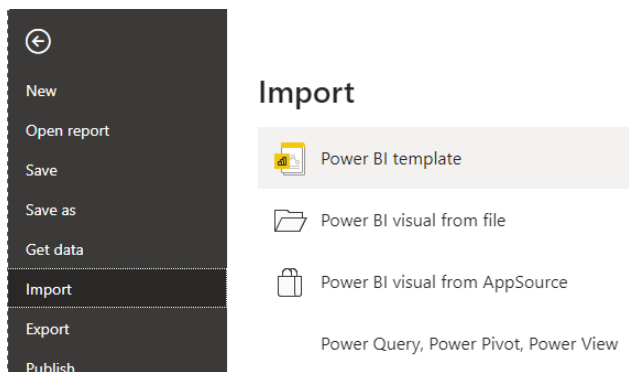 New
Open report
Save
Save as
Get data
Import
Export
Publish
Import
Power BI template
Power BI visual from file
Power BI visual from AppSource
Power Query, Power Pivot, Power View